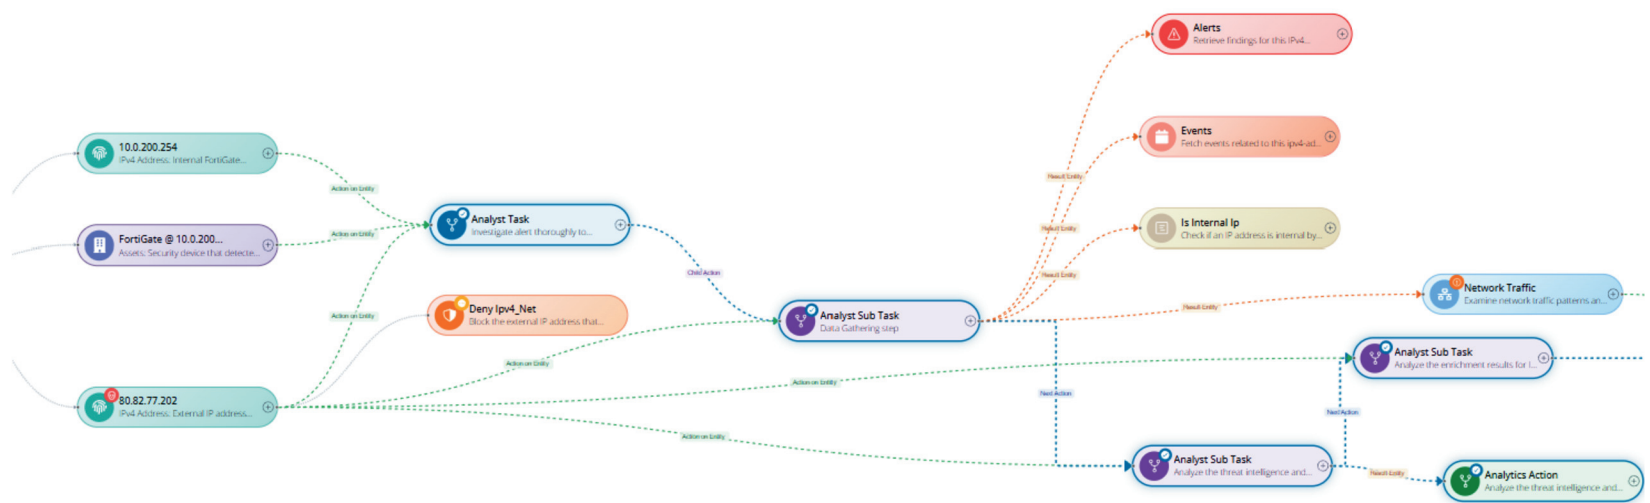 Alerts
Retrieve findings for this IPv4...
Events
Fetch events related to this ipv4-ad...
10.0.200.254
IPv4 Address: Internal FortiGate...
Action on Entity
Result Entity
Analyst Task
Investigate alert thoroughly to...
Is Internal Ip
Check if an IP address is internal by...
FortiGate @ 10.0.200...
Assets: Security device that detecte...
Action on Entity
Result Entity
Child Action
Result Entity
Network Traffic
Examine network traffic patterns an...
Result Entity
Deny Ipv4_Net
Block the external IP address that...
Action on Entity
Analyst Sub Task
Data Gathering step
Analyst Sub Task
Analyze the enrichment results for I...
Action on Entity
Action on Entity
Next Action
Next Action
80.82.77.202
IPv4 Address: External IP address...
Action on Entity
Analyst Sub Task
Analyze the threat intelligence and...
Result Entity
Analytics Action
Analyze the threat intelligence and...